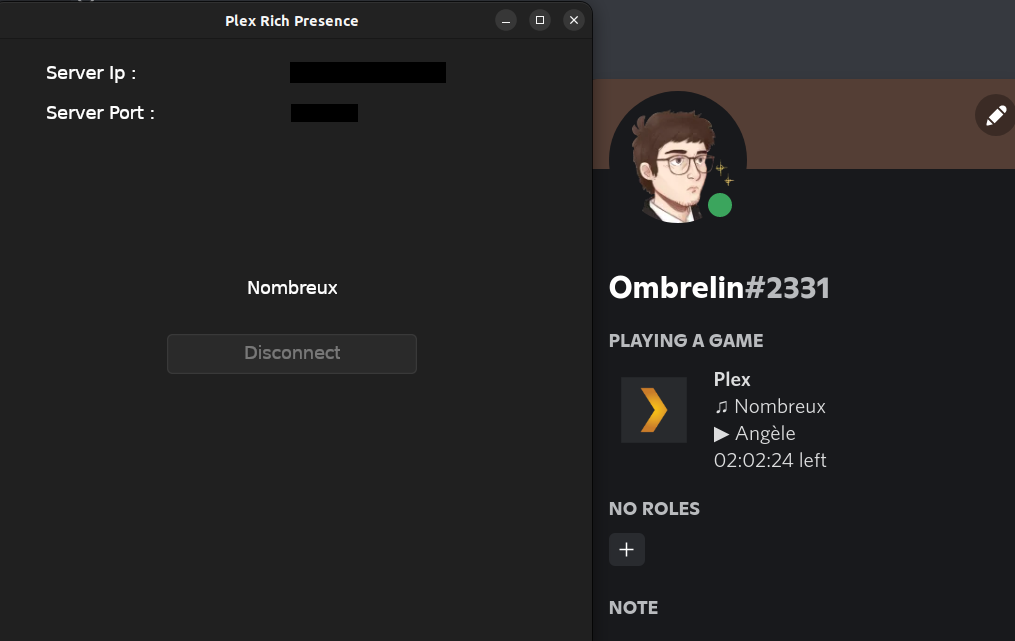 Plex Rich Presence
Server Ip :
Server Port :
Nombreux
Disconnect
Ombrelin#2331
PLAYING A GAME
Plex
♫ Nombreux
▶ Angèle
02:02:24 left
NO ROLES
NOTE